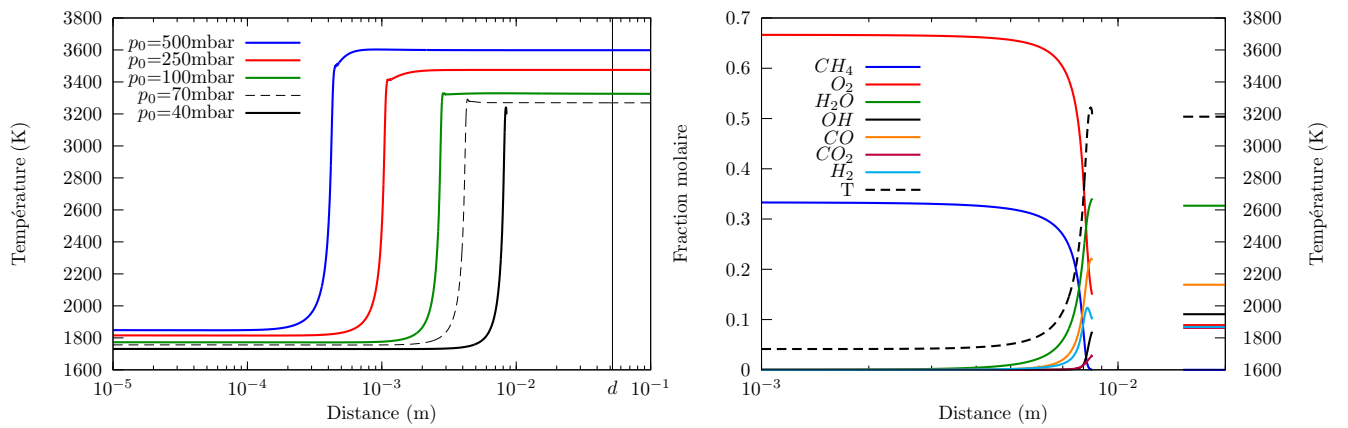 3800
3600
3400
3200
3000
2800
2600
2400
2200
2000
1800
1600
Température (K)
p₀=500mbar
p₀=250mbar
p₀=100mbar
p₀=70mbar
p₀=40mbar
10⁻⁵ 10⁻⁴ 10⁻³ 10⁻² d 10⁻¹
Distance (m)
0.7
0.6
0.5
0.4
0.3
0.2
0.1
0
Fraction molaire
CH₄
O₂
H₂O
OH
CO
CO₂
H₂
T
10⁻³ 10⁻²
Distance (m)
3800
3600
3400
3200
3000
2800
2600
2400
2200
2000
1800
1600
Température (K)